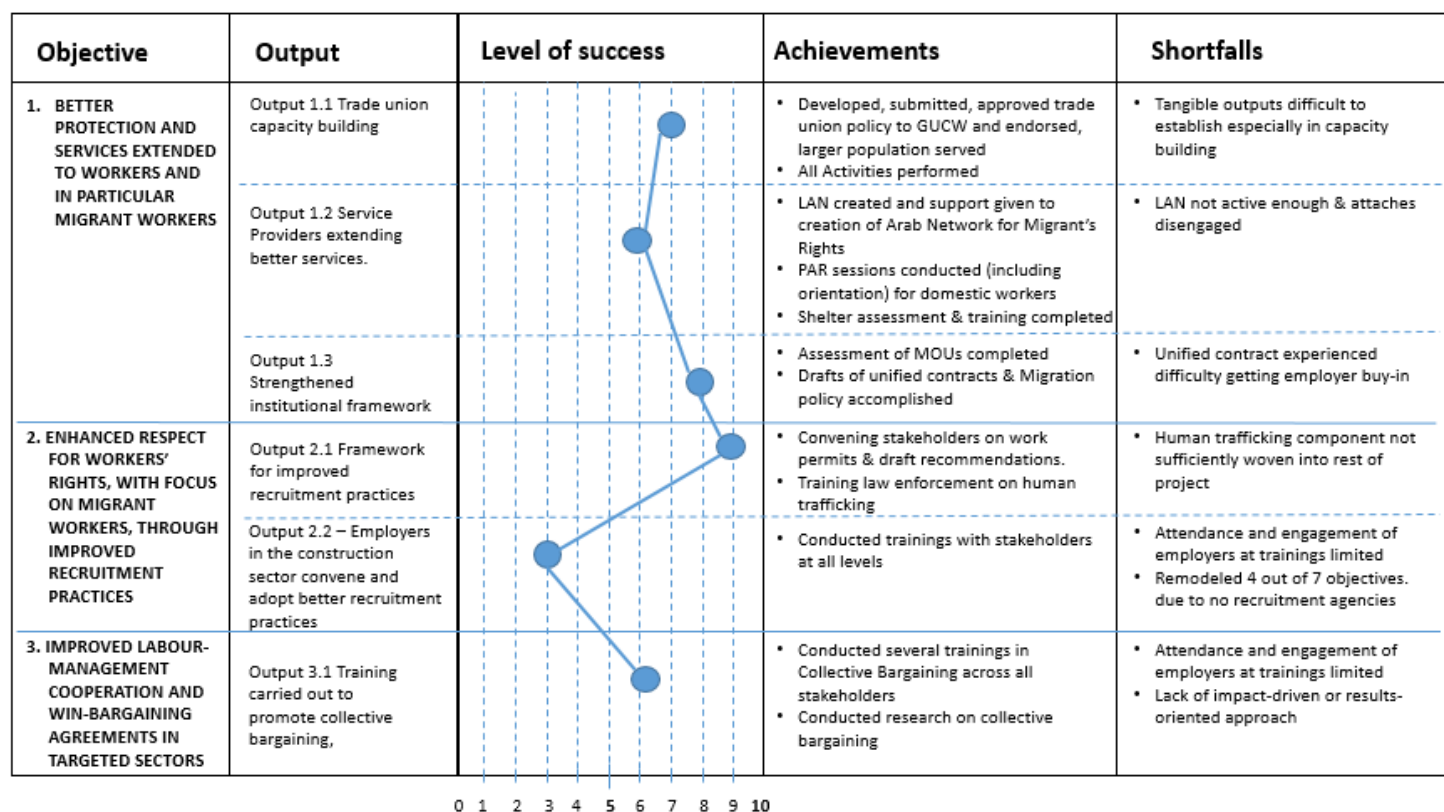 Objective
Output
Level of success
Achievements
Shortfalls
1. BETTER
PROTECTION AND
SERVICES EXTENDED
TO WORKERS AND
IN PARTICULAR
MIGRANT WORKERS
Output 1.1 Trade union
capacity building
• Developed, submitted, approved trade
union policy to GUCW and endorsed,
larger population served
• All Activities performed
• Tangible outputs difficult to
establish especially in capacity
building
Output 1.2 Service
Providers extending
better services.
• LAN created and support given to
creation of Arab Network for Migrant's
Rights
• PAR sessions conducted (including
orientation) for domestic workers
• Shelter assessment & training completed
• LAN not active enough & attaches
disengaged
Output 1.3
Strengthened
institutional framework
• Assessment of MOUs completed
• Drafts of unified contracts & Migration
policy accomplished
• Unified contract experienced
difficulty getting employer buy-in
2. ENHANCED RESPECT
FOR WORKERS'
RIGHTS, WITH FOCUS
ON MIGRANT
WORKERS, THROUGH
IMPROVED
RECRUITMENT
PRACTICES
Output 2.1 Framework
for improved
recruitment practices
• Convening stakeholders on work
permits & draft recommendations.
• Training law enforcement on human
trafficking
• Human trafficking component not
sufficiently woven into rest of
project
Output 2.2 – Employers
in the construction
sector convene and
adopt better recruitment
practices
• Conducted trainings with stakeholders
at all levels
• Attendance and engagement of
employers at trainings limited
• Remodeled 4 out of 7 objectives.
due to no recruitment agencies
3. IMPROVED LABOUR-
MANAGEMENT
COOPERATION AND
WIN-BARGAINING
AGREEMENTS IN
TARGETED SECTORS
Output 3.1 Training
carried out to
promote collective
bargaining,
• Conducted several trainings in
Collective Bargaining across all
stakeholders
• Conducted research on collective
bargaining
• Attendance and engagement of
employers at trainings limited
• Lack of impact-driven or results-
oriented approach
0 1 2 3 4 5 6 7 8 9 10